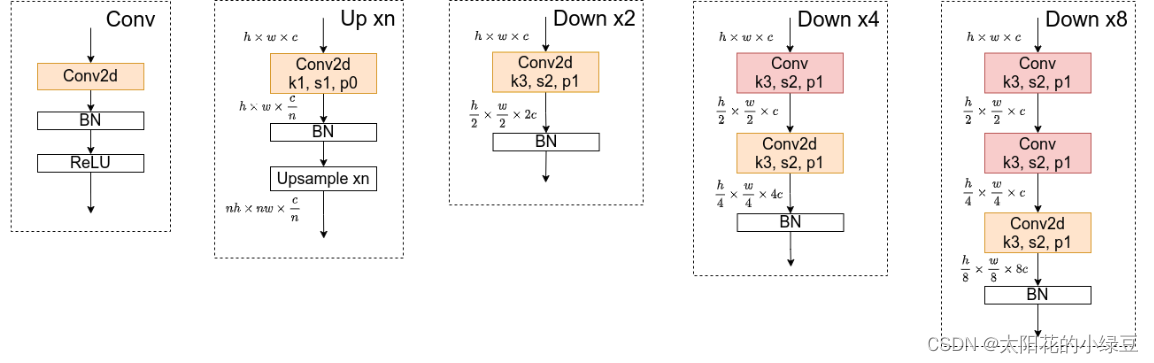 Conv
Conv2d
BN
ReLU
Up xn
h × w × c
Conv2d
k1, s1, p0
h × w × c/n
BN
Upsample xn
nh × nw × c/n
Down x2
h × w × c
Conv2d
k3, s2, p1
h/2 × w/2 × 2c
BN
Down x4
h × w × c
Conv
k3, s2, p1
h/2 × w/2 × c
Conv2d
k3, s2, p1
h/4 × w/4 × 4c
BN
Down x8
h × w × c
Conv
k3, s2, p1
h/2 × w/2 × c
Conv
k3, s2, p1
h/4 × w/4 × c
Conv2d
k3, s2, p1
h/8 × w/8 × 8c
BN
CSDN @太阳花的小绿豆